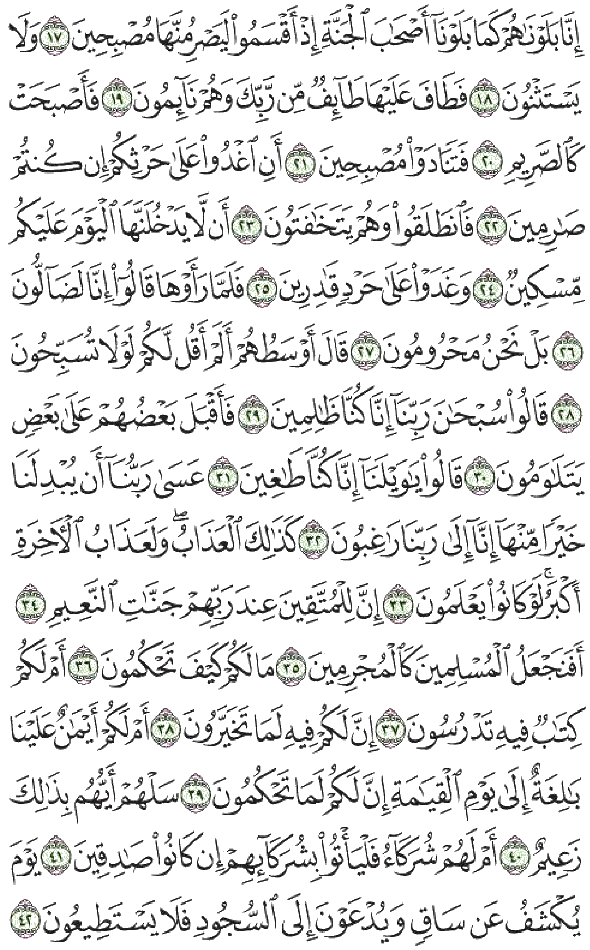 إِنَّا بَلَوْنَٰهُمْ كَمَا بَلَوْنَآ أَصْحَٰبَ ٱلْجَنَّةِ إِذْ أَقْسَمُوا۟ لَيَصْرِمُنَّهَا مُصْبِحِينَ ١٧ وَلَا
يَسْتَثْنُونَ ١٨ فَطَافَ عَلَيْهَا طَآئِفٌ مِّن رَّبِّكَ وَهُمْ نَآئِمُونَ ١٩ فَأَصْبَحَتْ
كَٱلصَّرِيمِ ٢٠ فَتَنَادَوْا۟ مُصْبِحِينَ ٢١ أَنِ ٱغْدُوا۟ عَلَىٰ حَرْثِكُمْ إِن كُنتُمْ
صَٰرِمِينَ ٢٢ فَٱنطَلَقُوا۟ وَهُمْ يَتَخَٰفَتُونَ ٢٣ أَن لَّا يَدْخُلَنَّهَا ٱلْيَوْمَ عَلَيْكُم
مِّسْكِينٌ ٢٤ وَغَدَوْا۟ عَلَىٰ حَرْدٍ قَٰدِرِينَ ٢٥ فَلَمَّا رَأَوْهَا قَالُوٓا۟ إِنَّا لَضَآلُّونَ
٢٦ بَلْ نَحْنُ مَحْرُومُونَ ٢٧ قَالَ أَوْسَطُهُمْ أَلَمْ أَقُل لَّكُمْ لَوْلَا تُسَبِّحُونَ
٢٨ قَالُوا۟ سُبْحَٰنَ رَبِّنَآ إِنَّا كُنَّا ظَٰلِمِينَ ٢٩ فَأَقْبَلَ بَعْضُهُمْ عَلَىٰ بَعْضٍ
يَتَلَٰوَمُونَ ٣٠ قَالُوا۟ يَٰوَيْلَنَآ إِنَّا كُنَّا طَٰغِينَ ٣١ عَسَىٰ رَبُّنَآ أَن يُبْدِلَنَا
خَيْرًا مِّنْهَآ إِنَّآ إِلَىٰ رَبِّنَا رَٰغِبُونَ ٣٢ كَذَٰلِكَ ٱلْعَذَابُ ۖ وَلَعَذَابُ ٱلْءَاخِرَةِ
أَكْبَرُ ۚ لَوْ كَانُوا۟ يَعْلَمُونَ ٣٣ إِنَّ لِلْمُتَّقِينَ عِندَ رَبِّهِمْ جَنَّٰتِ ٱلنَّعِيمِ ٣٤
أَفَنَجْعَلُ ٱلْمُسْلِمِينَ كَٱلْمُجْرِمِينَ ٣٥ مَا لَكُمْ كَيْفَ تَحْكُمُونَ ٣٦ أَمْ لَكُمْ
كِتَٰبٌ فِيهِ تَدْرُسُونَ ٣٧ إِنَّ لَكُمْ فِيهِ لَمَا تَخَيَّرُونَ ٣٨ أَمْ لَكُمْ أَيْمَٰنٌ عَلَيْنَا
بَٰلِغَةٌ إِلَىٰ يَوْمِ ٱلْقِيَٰمَةِ إِنَّ لَكُمْ لَمَا تَحْكُمُونَ ٣٩ سَلْهُمْ أَيُّهُم بِذَٰلِكَ
زَعِيمٌ ٤٠ أَمْ لَهُمْ شُرَكَآءُ فَلْيَأْتُوا۟ بِشُرَكَآئِهِمْ إِن كَانُوا۟ صَٰدِقِينَ ٤١ يَوْمَ
يُكْشَفُ عَن سَاقٍ وَيُدْعَوْنَ إِلَى ٱلسُّجُودِ فَلَا يَسْتَطِيعُونَ ٤٢